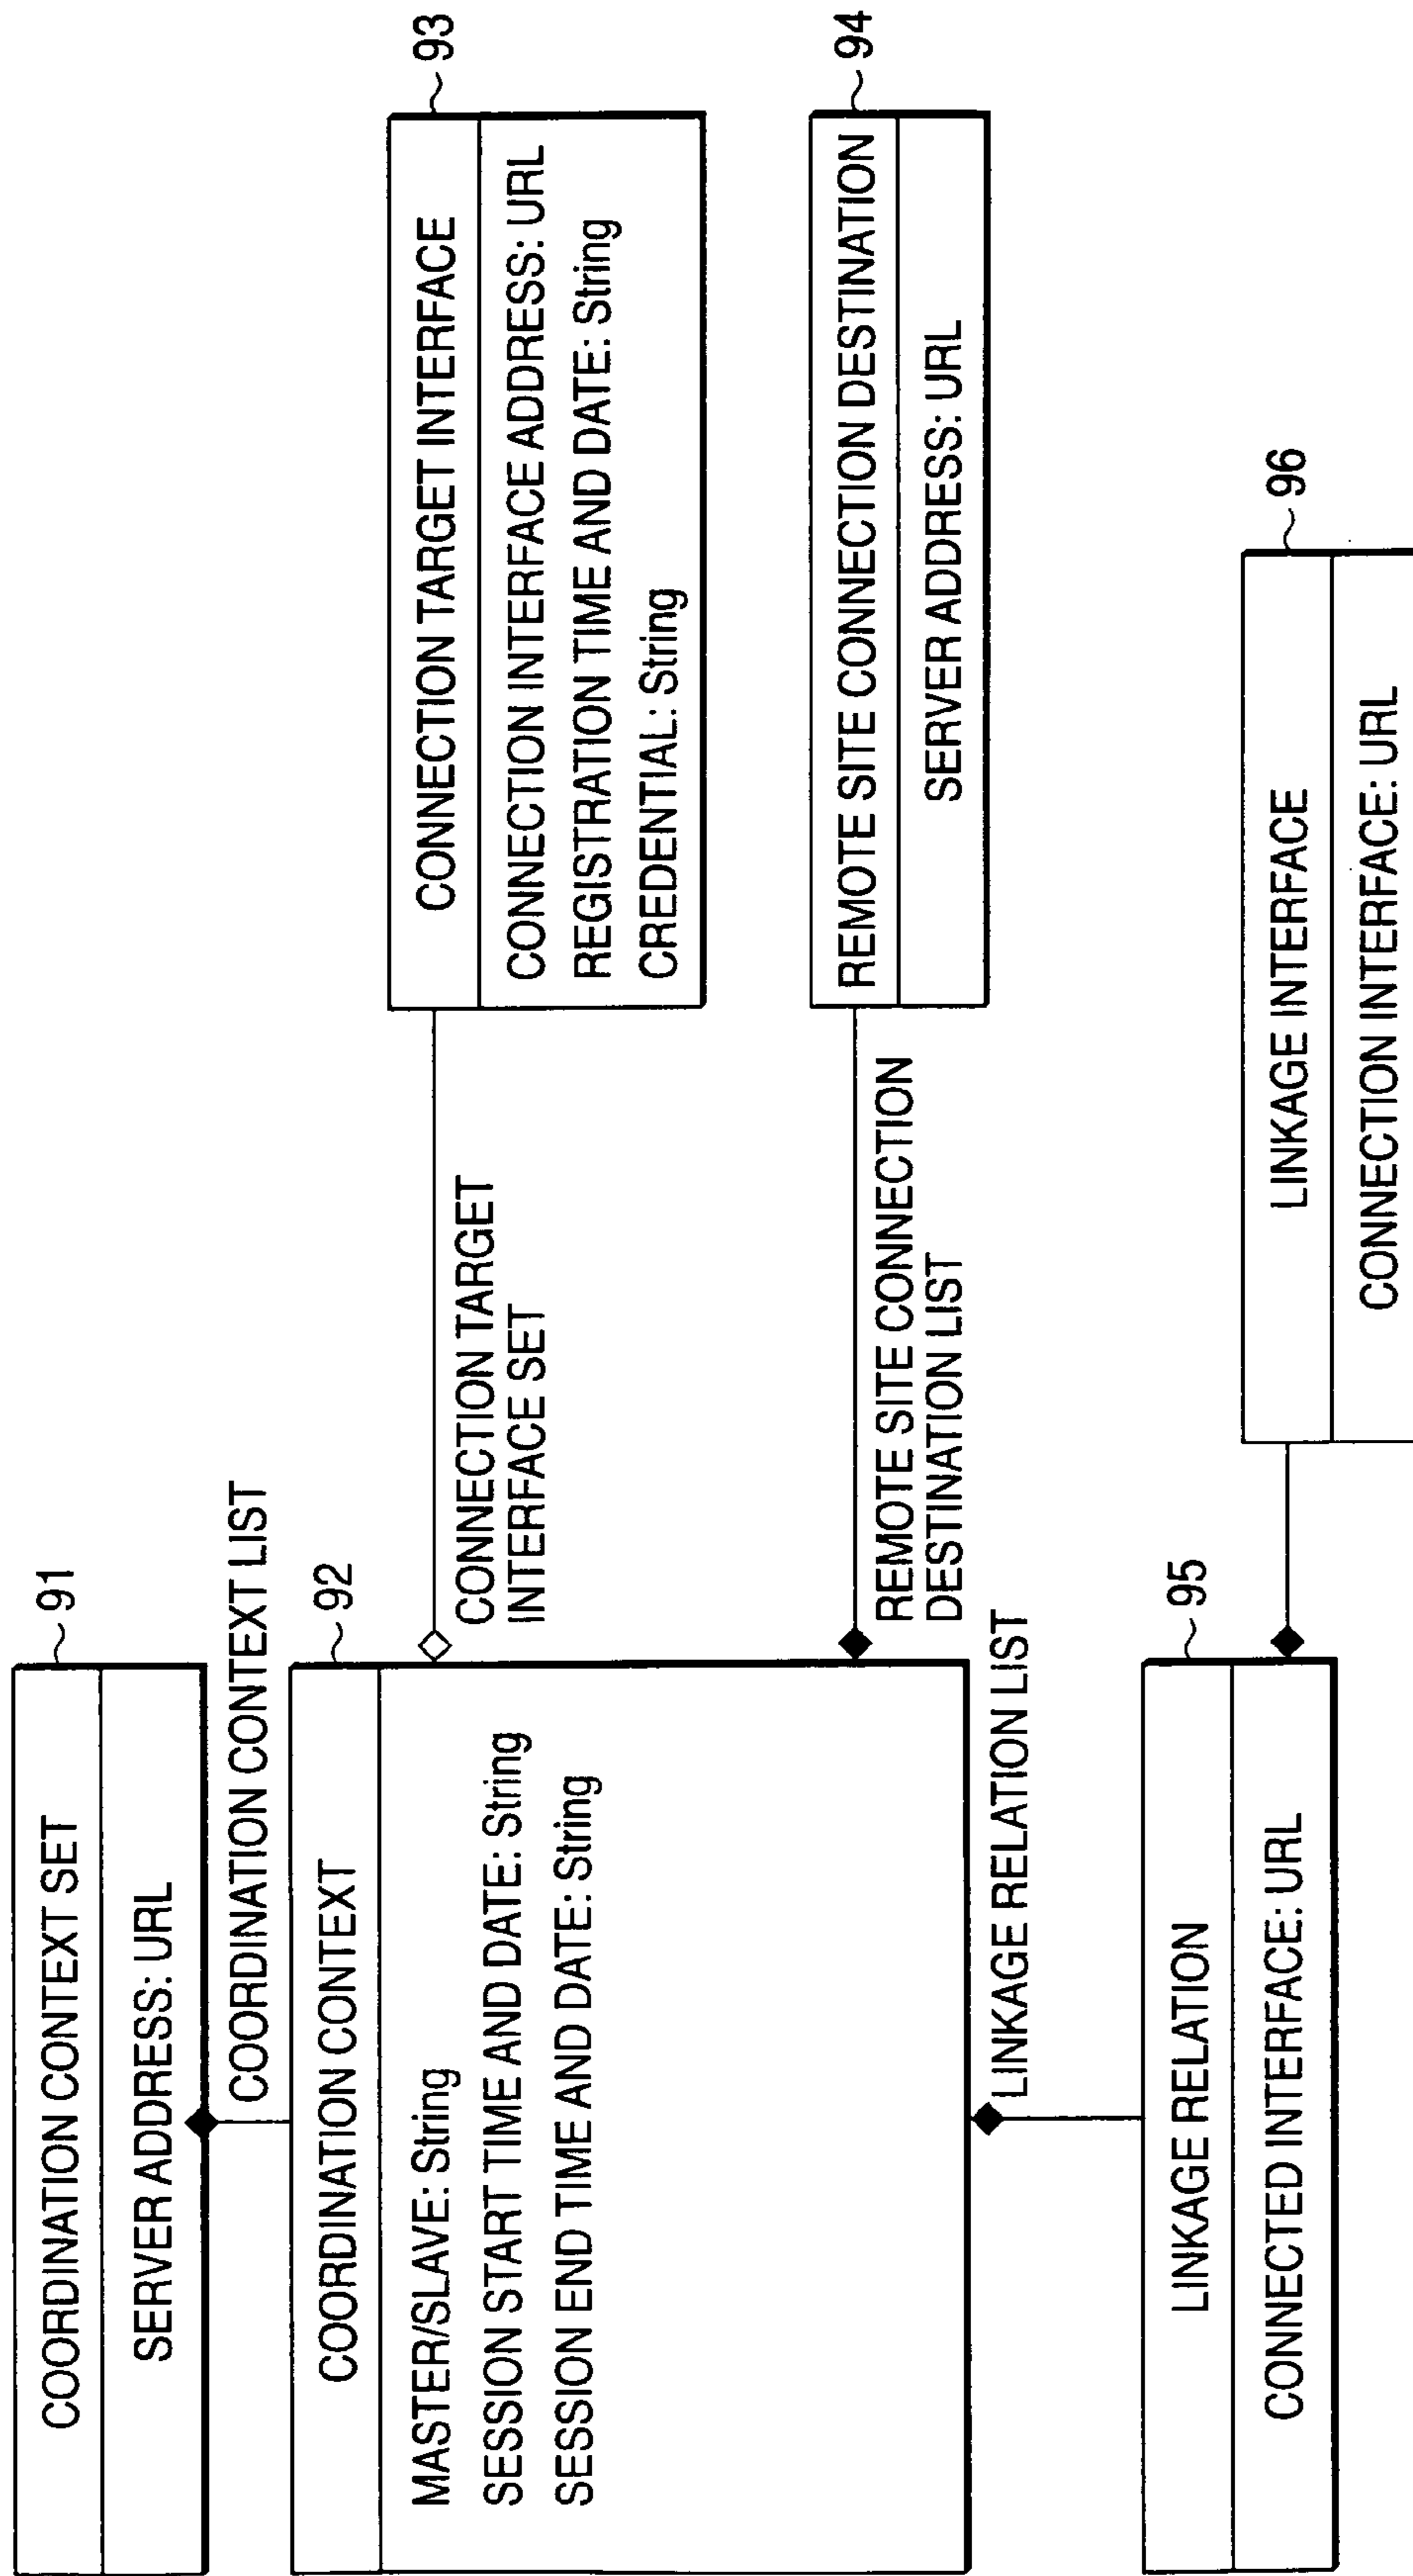 91
COORDINATION CONTEXT SET
SERVER ADDRESS: URL
COORDINATION CONTEXT LIST
92
COORDINATION CONTEXT
MASTER/SLAVE: String
SESSION START TIME AND DATE: String
SESSION END TIME AND DATE: String
CONNECTION TARGET
INTERFACE SET
93
CONNECTION TARGET INTERFACE
CONNECTION INTERFACE ADDRESS: URL
REGISTRATION TIME AND DATE: String
CREDENTIAL: String
REMOTE SITE CONNECTION
DESTINATION LIST
94
REMOTE SITE CONNECTION DESTINATION
SERVER ADDRESS: URL
LINKAGE RELATION LIST
95
LINKAGE RELATION
CONNECTED INTERFACE: URL
96
LINKAGE INTERFACE
CONNECTION INTERFACE: URL